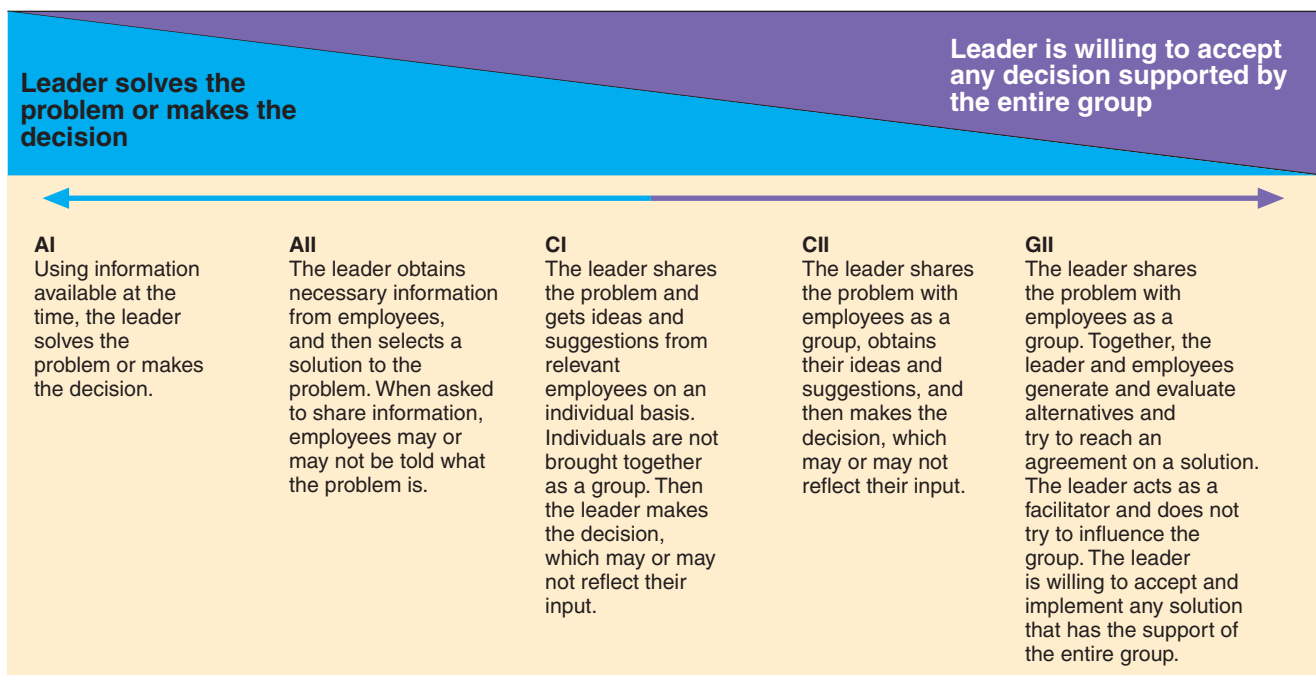 Leader solves the
problem or makes the
decision
Leader is willing to accept
any decision supported by
the entire group
AI
Using information
available at the
time, the leader
solves the
problem or makes
the decision.
AII
The leader obtains
necessary information
from employees,
and then selects a
solution to the
problem. When asked
to share information,
employees may or
may not be told what
the problem is.
CI
The leader shares
the problem and
gets ideas and
suggestions from
relevant
employees on an
individual basis.
Individuals are not
brought together
as a group. Then
the leader makes
the decision,
which may or may
not reflect their
input.
CII
The leader shares
the problem with
employees as a
group, obtains
their ideas and
suggestions, and
then makes the
decision, which
may or may not
reflect their input.
GII
The leader shares
the problem with
employees as a
group. Together, the
leader and employees
generate and evaluate
alternatives and
try to reach an
agreement on a solution.
The leader acts as a
facilitator and does not
try to influence the
group. The leader
is willing to accept and
implement any solution
that has the support of
the entire group.